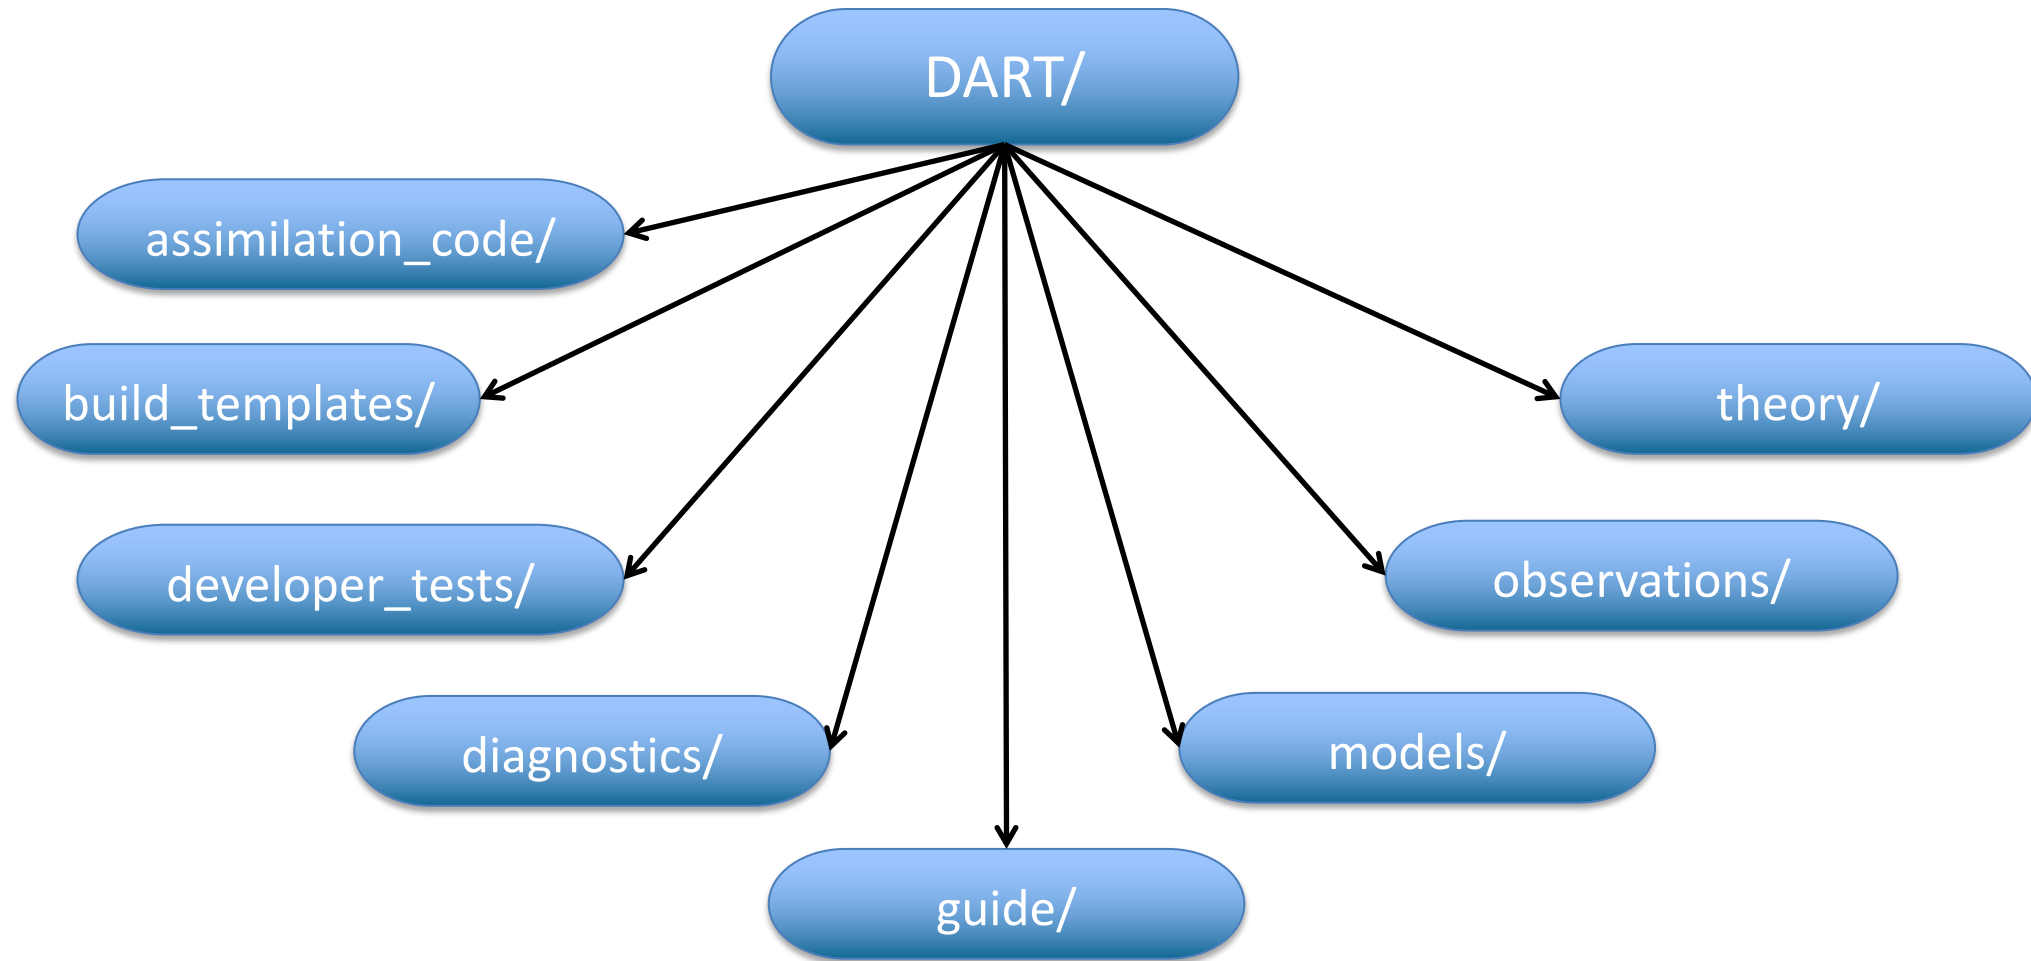 DART/
assimilation_code/
build_templates/
theory/
developer_tests/
observations/
diagnostics/
models/
guide/